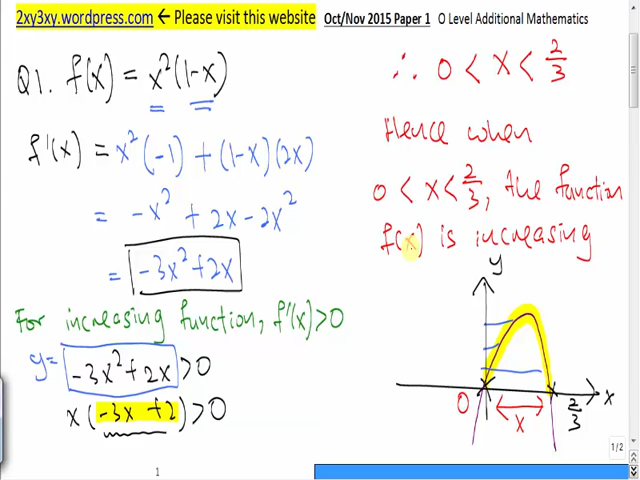 2xy3xy.wordpress.com ← Please visit this website Oct/Nov 2015 Paper 1 O Level Additional Mathematics
Q1. f(x) = x²(1-x)
f'(x) = x²(-1) + (1-x)(2x)
= -x² + 2x - 2x²
= -3x² + 2x
For increasing function, f'(x) > 0
y = -3x² + 2x > 0
x(-3x + 2) > 0
∴ 0 < x < 2/3
Hence when
0 < x < 2/3, the function
f(x) is increasing
y
0
x
2/3
x
1
1/2